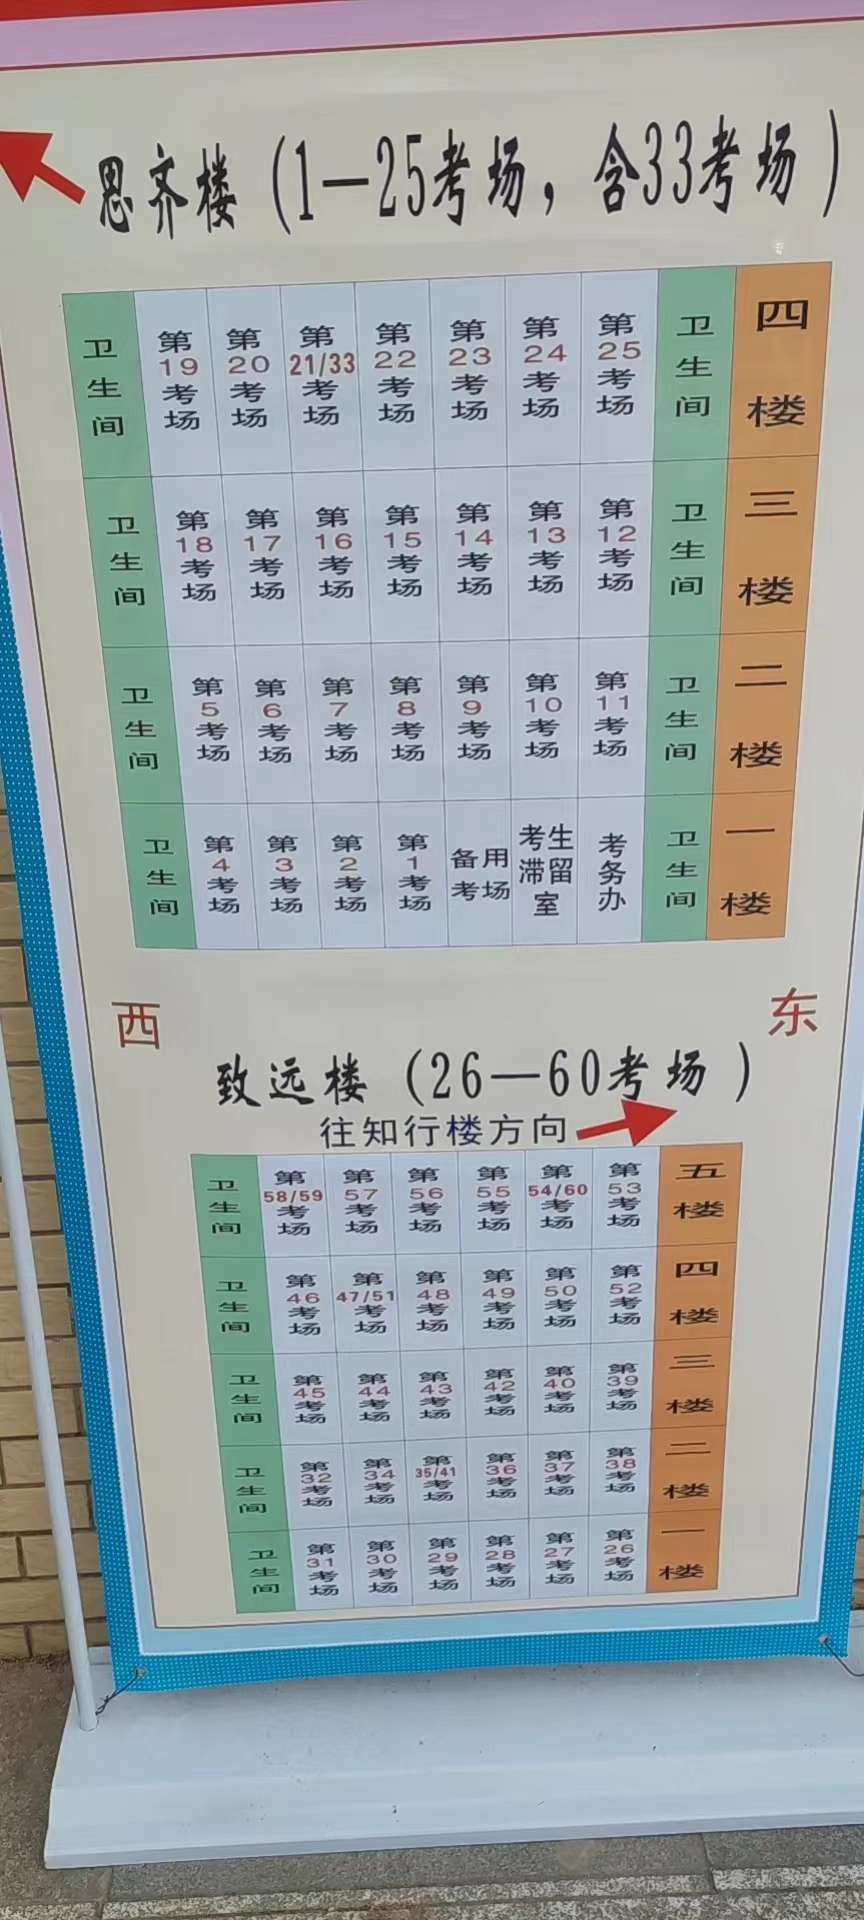 思齐楼（1—25考场，含33考场）
卫生间 第19考场 第20考场 第21/33考场 第22考场 第23考场 第24考场 第25考场 卫生间 四楼
卫生间 第18考场 第17考场 第16考场 第15考场 第14考场 第13考场 第12考场 卫生间 三楼
卫生间 第5考场 第6考场 第7考场 第8考场 第9考场 第10考场 第11考场 卫生间 二楼
卫生间 第4考场 第3考场 第2考场 第1考场 备用考场 考生滞留室 考务办 卫生间 一楼
西 东
致远楼（26—60考场）
往知行楼方向
卫生间 第58/59考场 第57考场 第56考场 第55考场 第54/60考场 第53考场 五楼
卫生间 第46考场 第47/51考场 第48考场 第49考场 第50考场 第52考场 四楼
卫生间 第45考场 第44考场 第43考场 第42考场 第40考场 第39考场 三楼
卫生间 第32考场 第34考场 第35/41考场 第36考场 第37考场 第38考场 二楼
卫生间 第31考场 第30考场 第29考场 第28考场 第27考场 第26考场 一楼